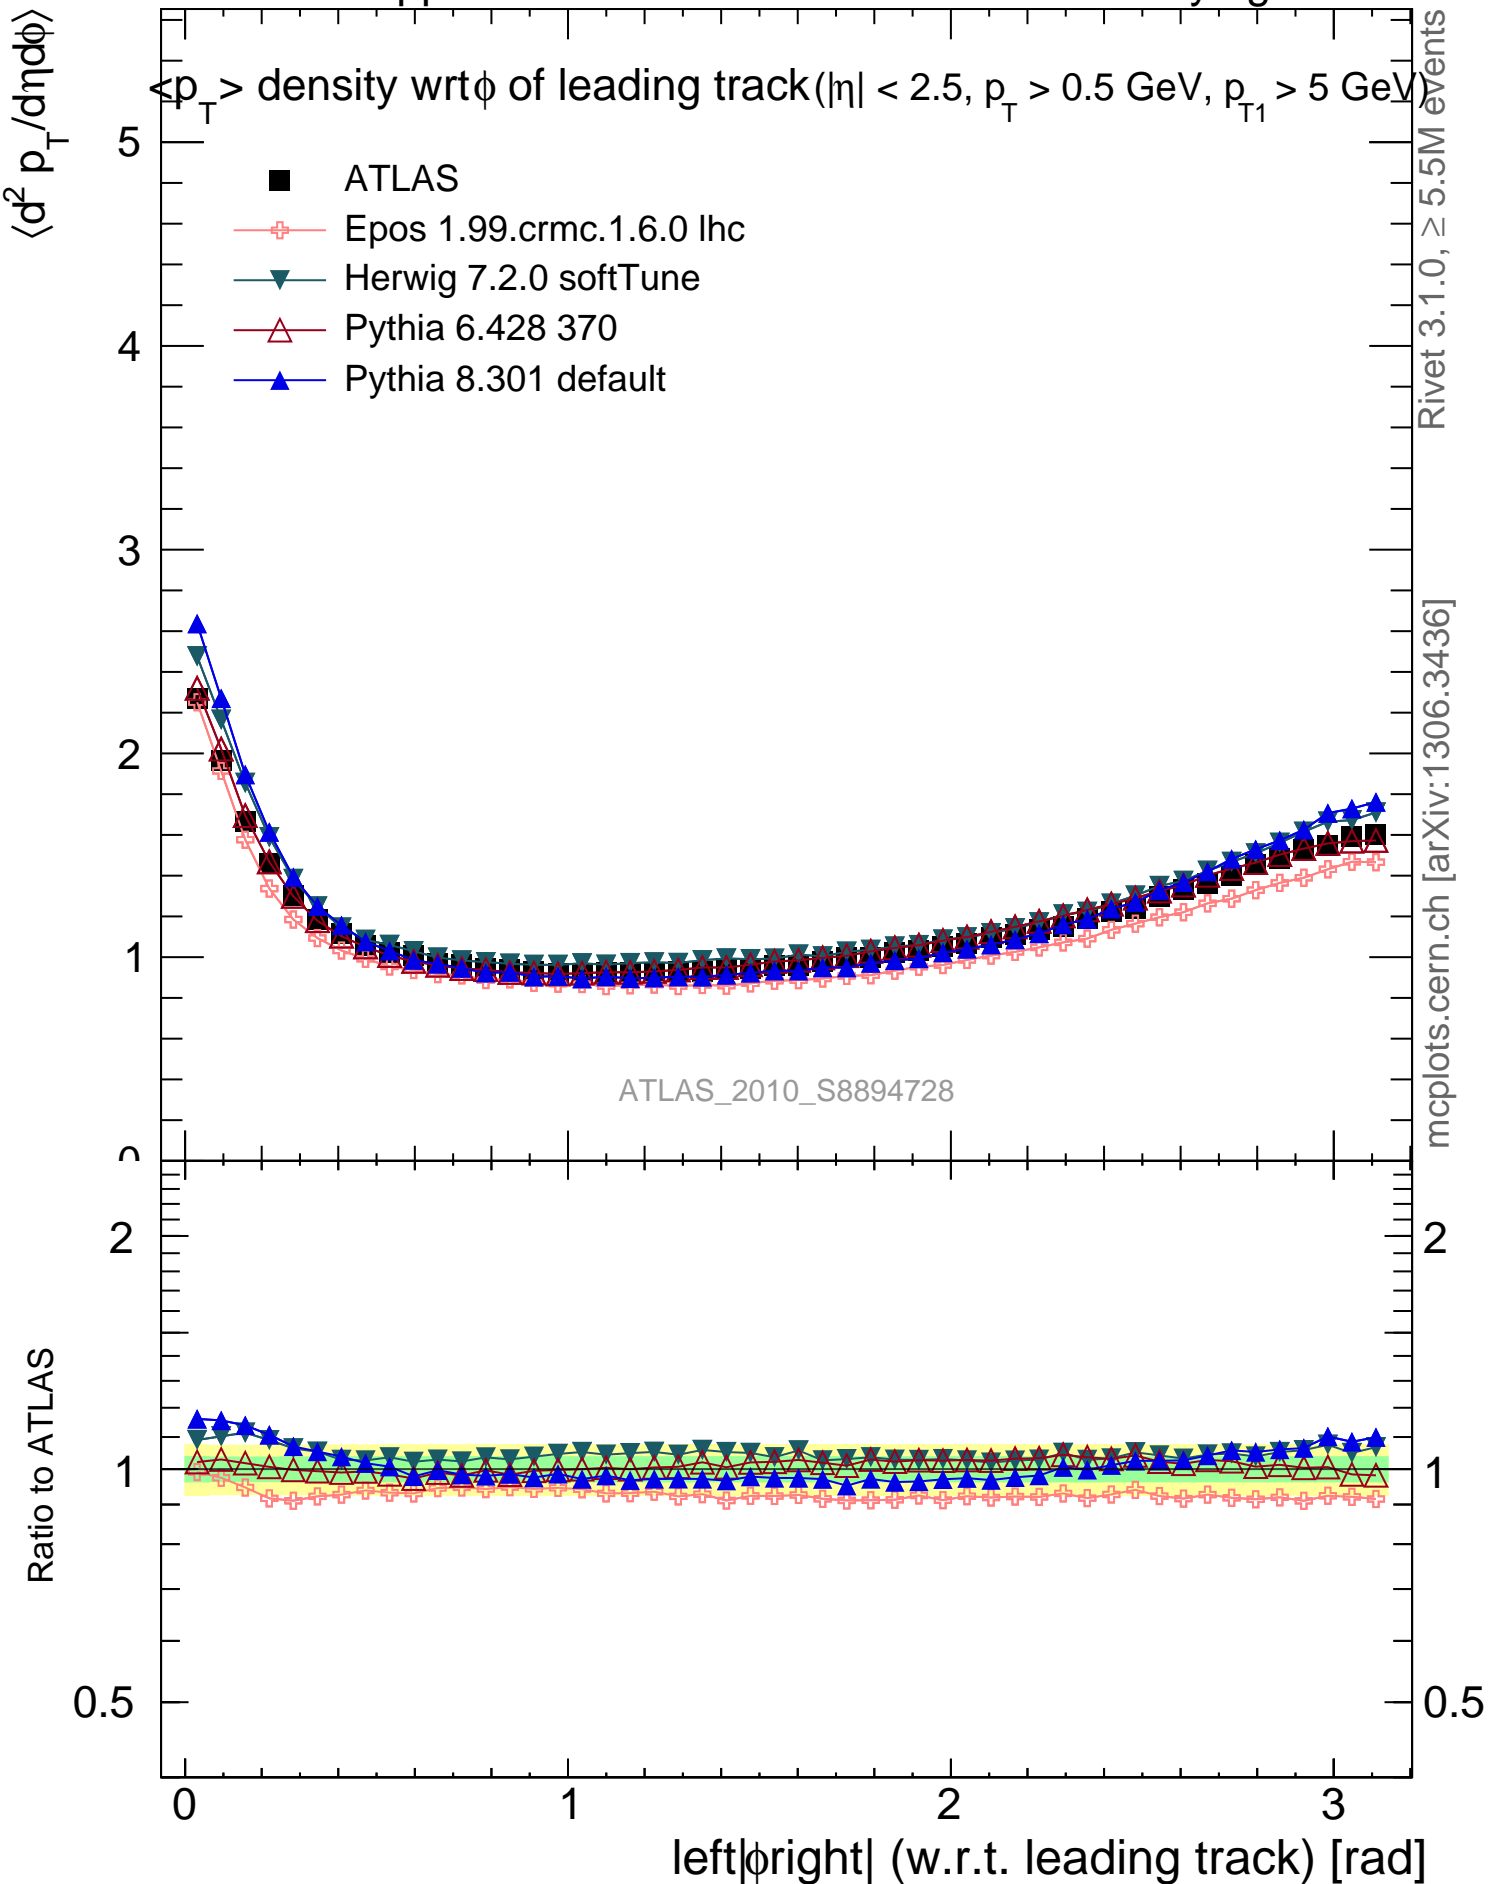 pp
⟨d² p_T/dηdϕ⟩
<p_T> density wrt ϕ of leading track (|η| < 2.5, p_T > 0.5 GeV, p_T1 > 5 GeV)
ATLAS
Epos 1.99.crmc.1.6.0 lhc
Herwig 7.2.0 softTune
Pythia 6.428 370
Pythia 8.301 default
5
4
3
2
1
0
ATLAS_2010_S8894728
Rivet 3.1.0, ≥ 5.5M events
mcplots.cern.ch [arXiv:1306.3436]
Ratio to ATLAS
2
1
0.5
2
1
0.5
0 1 2 3
left|ϕright| (w.r.t. leading track) [rad]